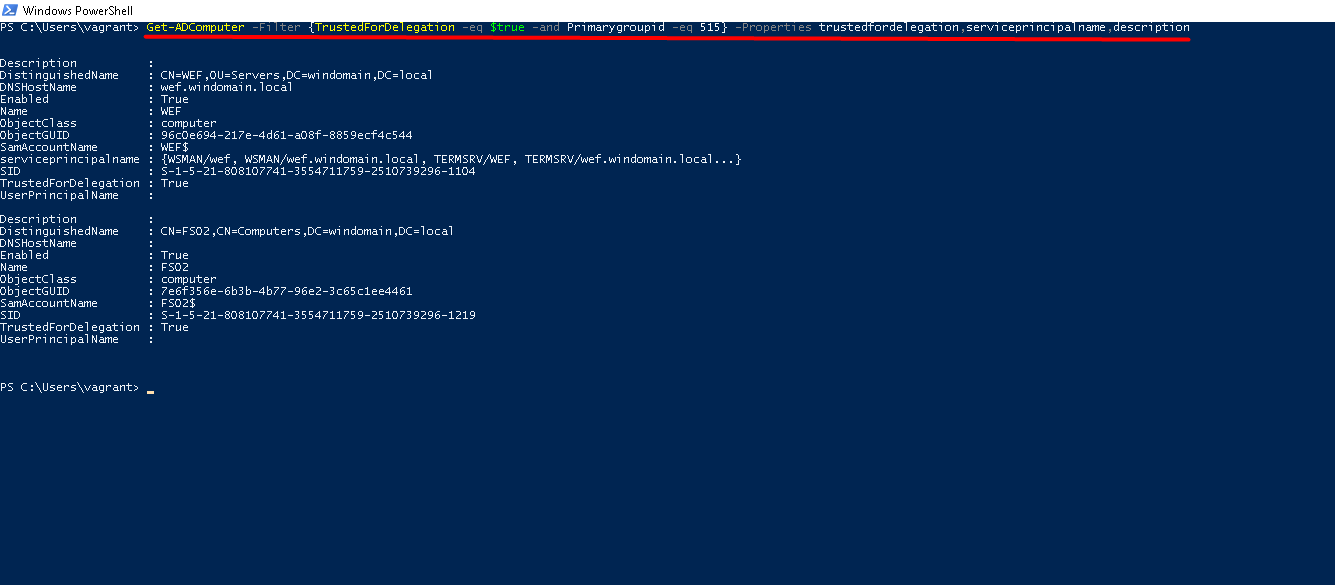 Windows PowerShell
PS C:\Users\vagrant> Get-ADComputer -Filter {TrustedForDelegation -eq $true -and Primarygroupid -eq 515} -Properties trustedfordelegation,serviceprincipalname,description
Description :
DistinguishedName : CN=WEF,OU=Servers,DC=windomain,DC=local
DNSHostName : wef.windomain.local
Enabled : True
Name : WEF
ObjectClass : computer
ObjectGUID : 96c0e694-217e-4d61-a08f-8859ecf4c544
SamAccountName : WEF$
serviceprincipalname : {WSMAN/wef, WSMAN/wef.windomain.local, TERMSRV/WEF, TERMSRV/wef.windomain.local...}
SID : S-1-5-21-808107741-3554711759-2510739296-1104
TrustedForDelegation : True
UserPrincipalName :
Description :
DistinguishedName : CN=FS02,CN=Computers,DC=windomain,DC=local
DNSHostName :
Enabled : True
Name : FS02
ObjectClass : computer
ObjectGUID : 7e6f356e-6b3b-4b77-96e2-3c65c1ee4461
SamAccountName : FS02$
SID : S-1-5-21-808107741-3554711759-2510739296-1219
TrustedForDelegation : True
UserPrincipalName :
PS C:\Users\vagrant> _